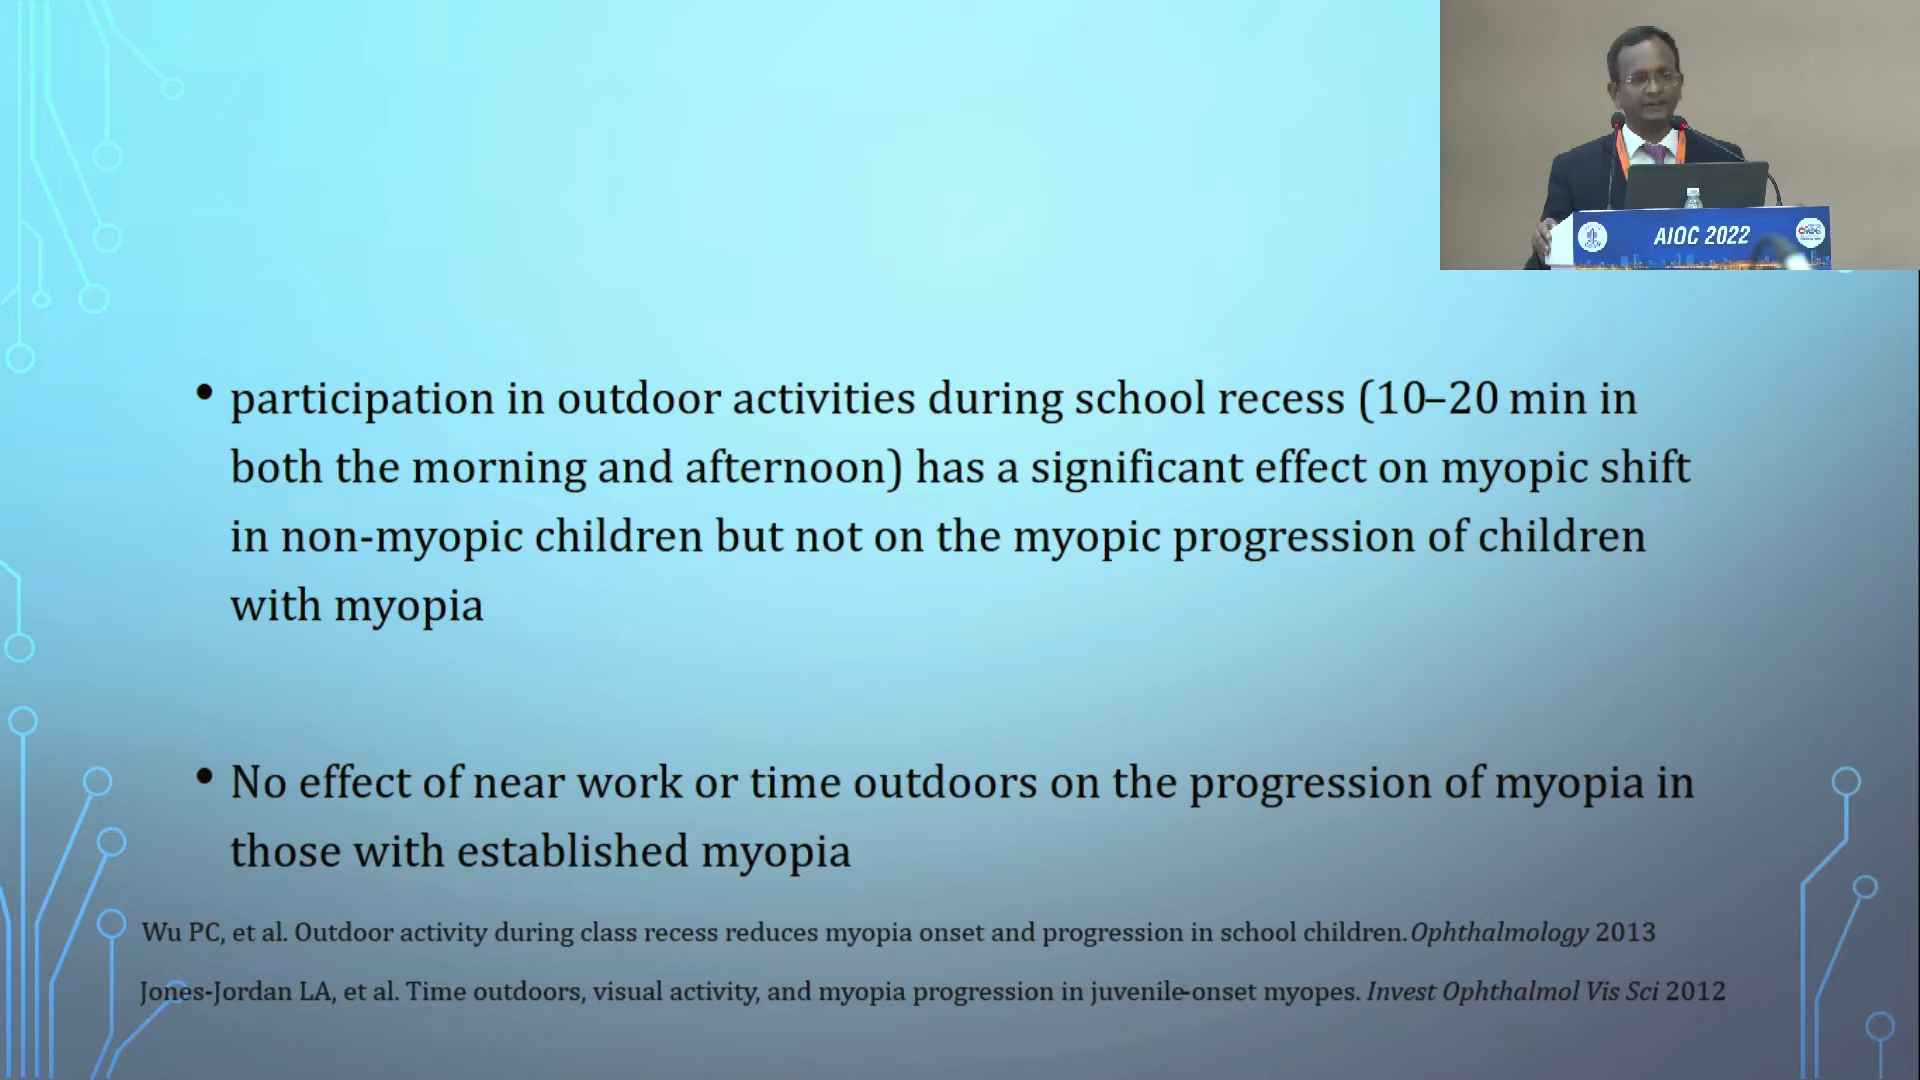 AIOC 2022
• participation in outdoor activities during school recess (10–20 min in
both the morning and afternoon) has a significant effect on myopic shift
in non-myopic children but not on the myopic progression of children
with myopia
• No effect of near work or time outdoors on the progression of myopia in
those with established myopia
Wu PC, et al. Outdoor activity during class recess reduces myopia onset and progression in school children. Ophthalmology 2013
Jones-Jordan LA, et al. Time outdoors, visual activity, and myopia progression in juvenile-onset myopes. Invest Ophthalmol Vis Sci 2012